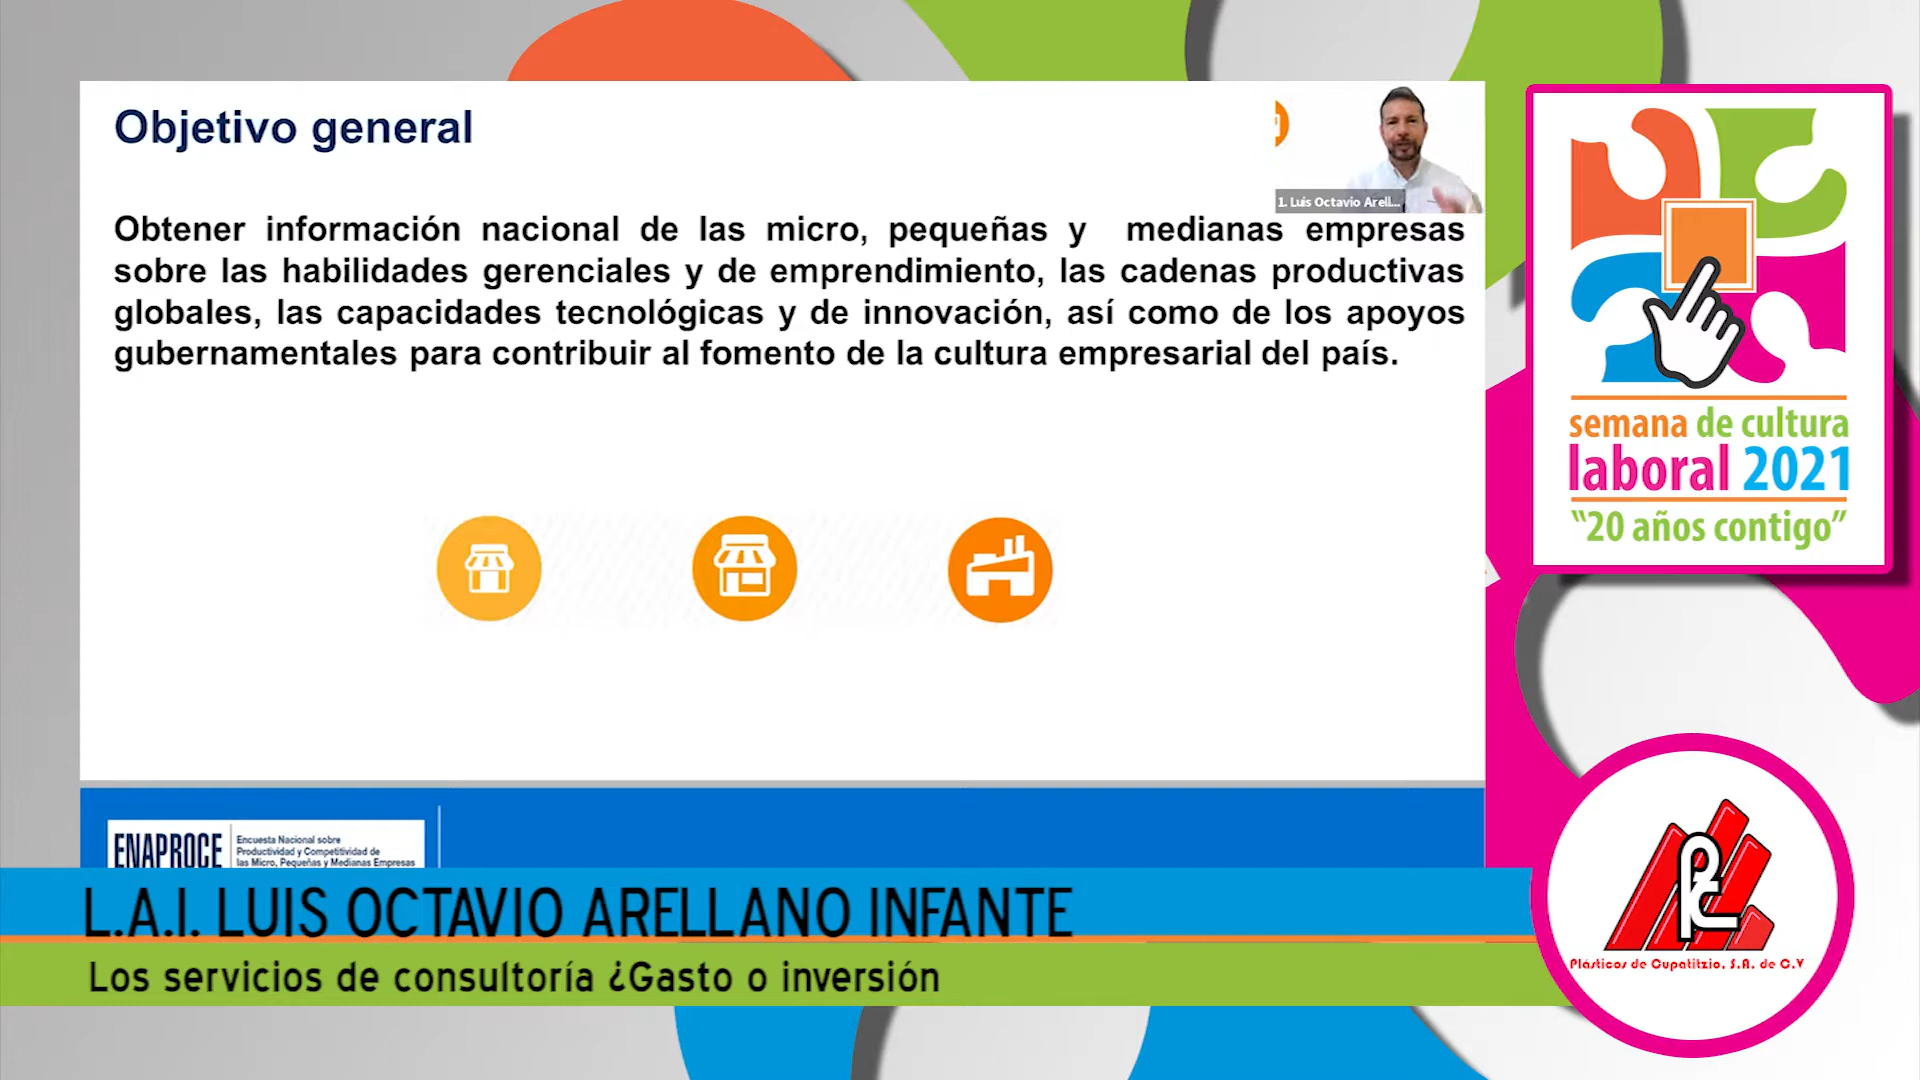 Objetivo general
1. Luis Octavio Arell...
Obtener información nacional de las micro, pequeñas y medianas empresas
sobre las habilidades gerenciales y de emprendimiento, las cadenas productivas
globales, las capacidades tecnológicas y de innovación, así como de los apoyos
gubernamentales para contribuir al fomento de la cultura empresarial del país.
semana de cultura
laboral 2021
“20 años contigo”
ENAPROCE
Encuesta Nacional sobre
Productividad y Competitividad de
las Micro, Pequeñas y Medianas Empresas
L.A.I. LUIS OCTAVIO ARELLANO INFANTE
Los servicios de consultoría ¿Gasto o inversión
Plásticos de Cupatitzio, S.A. de C.V